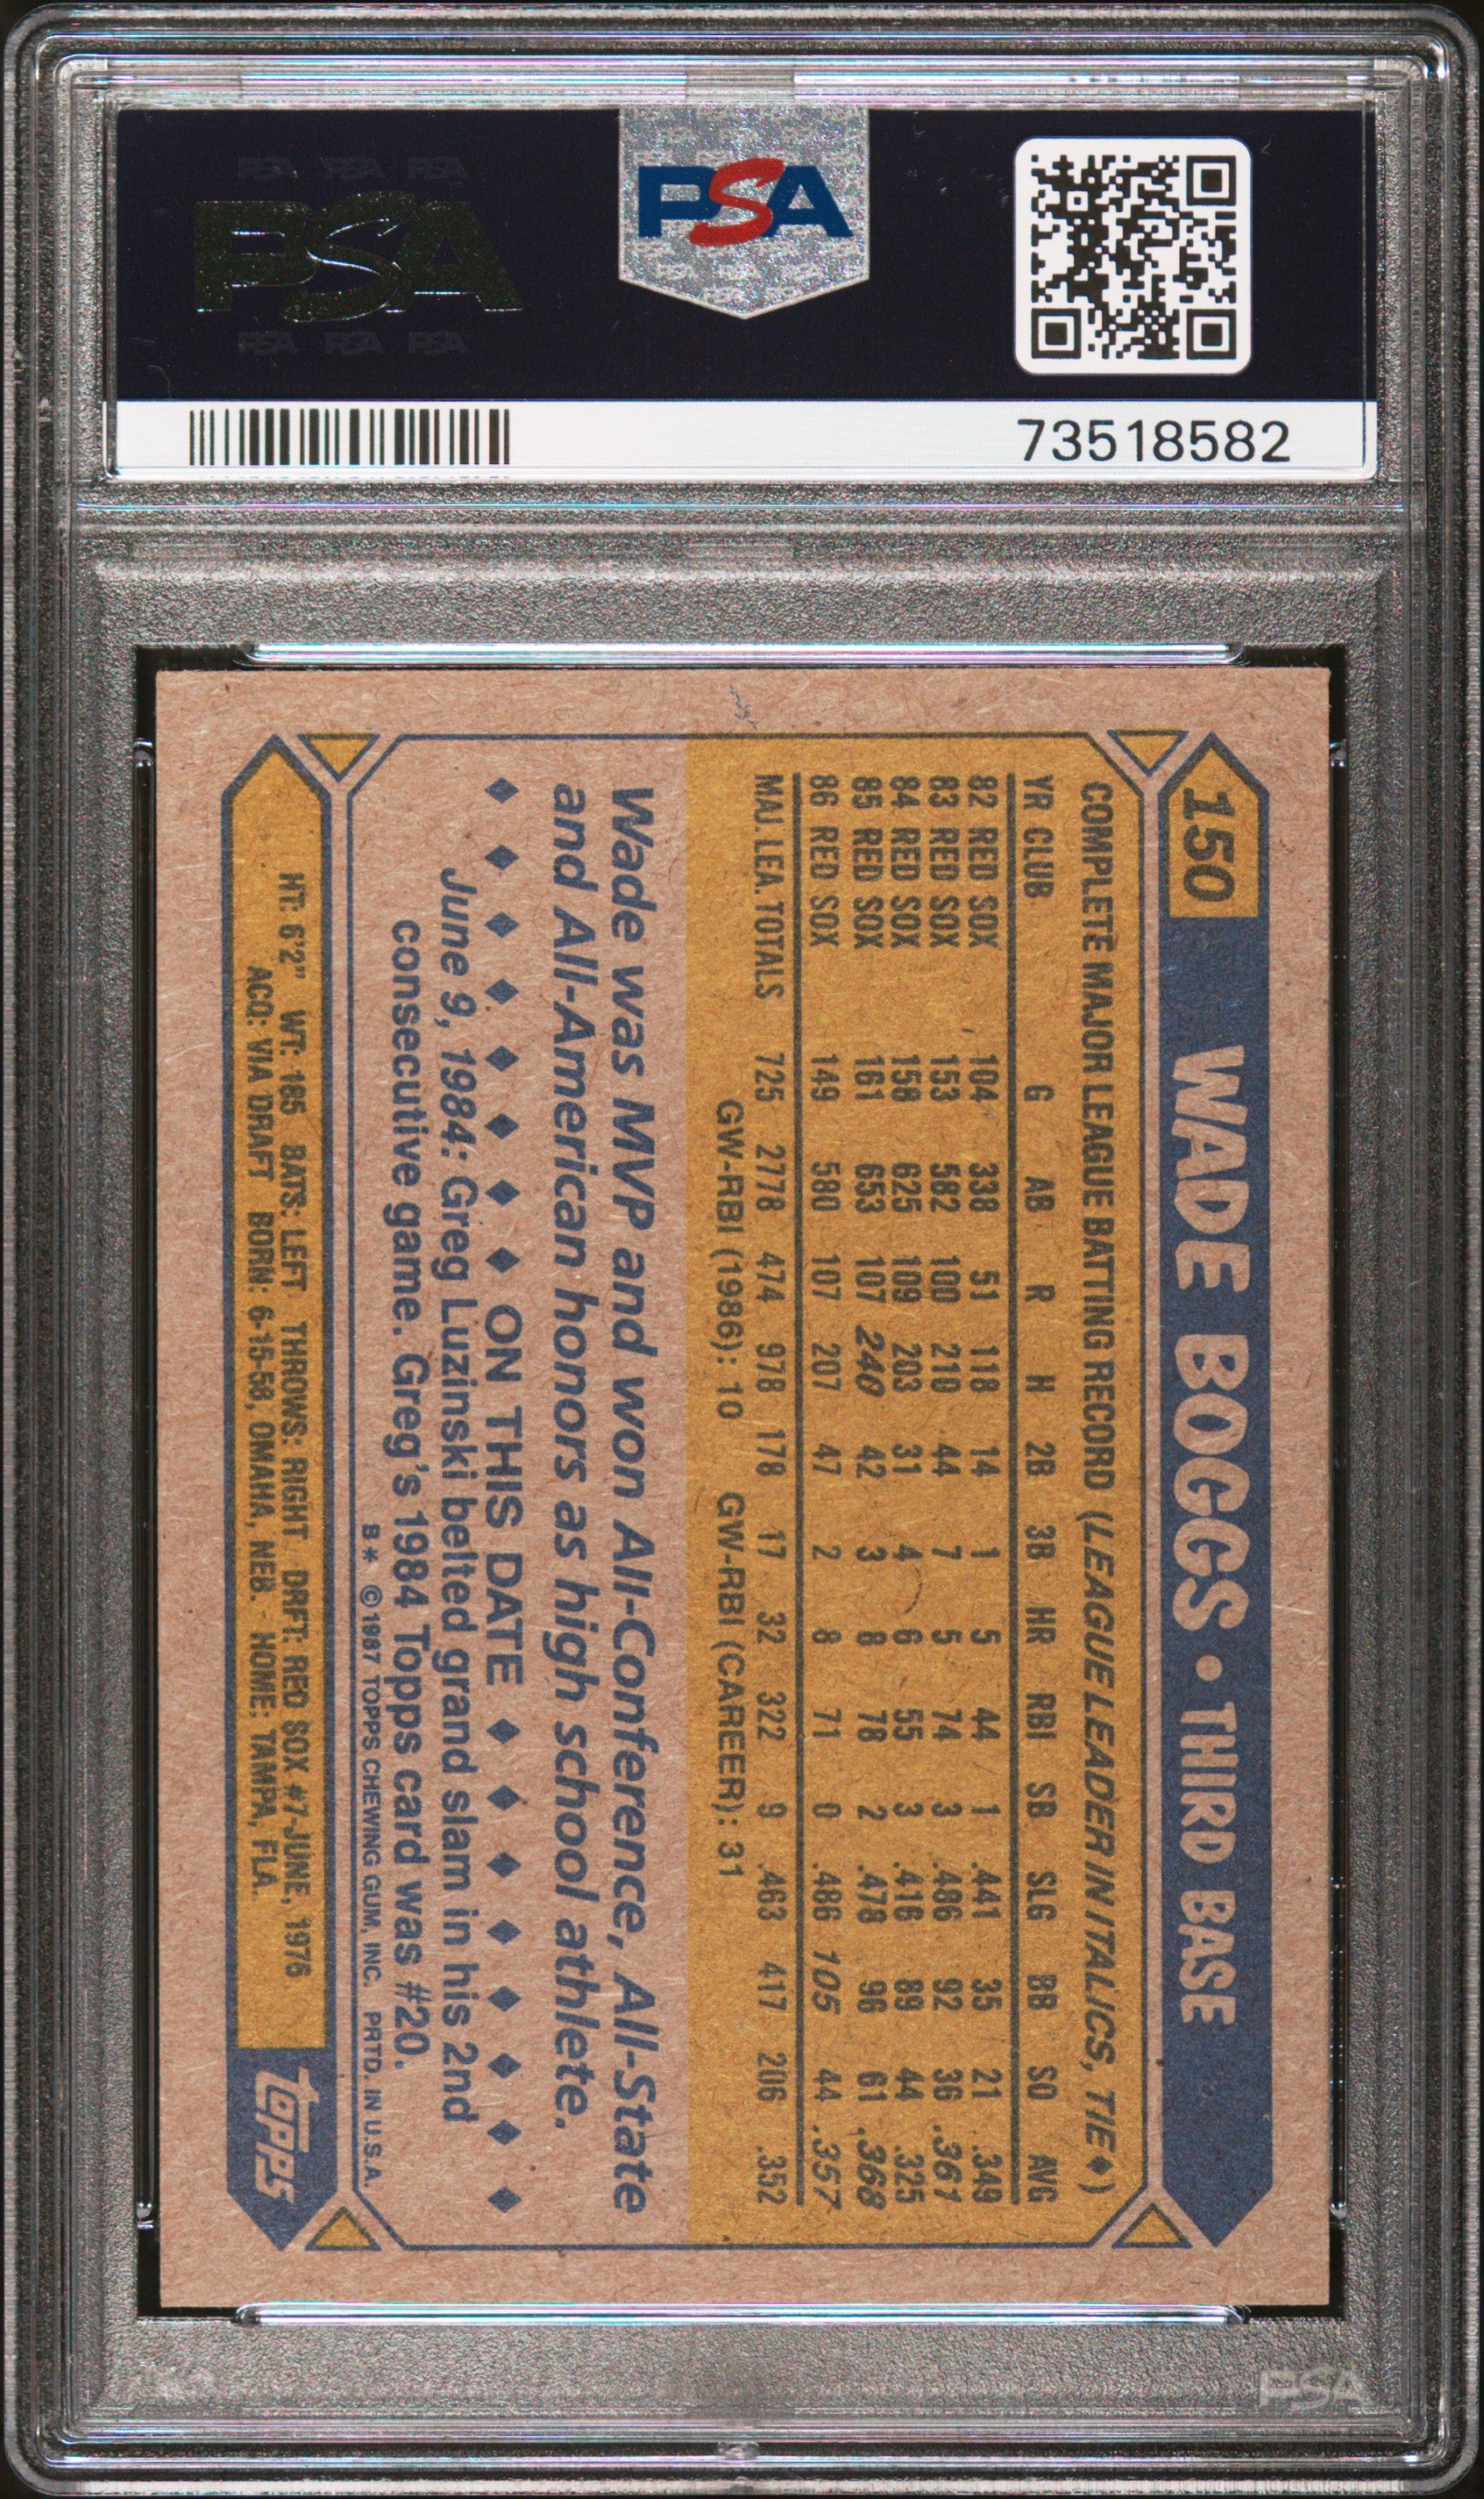 PSA PSA PSA
PSA
PSA PSA PSA
PSA
73518582
150 WADE BOGGS • THIRD BASE
COMPLETE MAJOR LEAGUE BATTING RECORD (LEAGUE LEADER IN ITALICS, TIE ♦)
YR CLUB G AB R H 2B 3B HR RBI SB SLG BB SO AVG
82 RED SOX 104 338 51 118 14 1 5 44 1 .441 35 21 .349
83 RED SOX 153 582 100 210 44 7 5 74 3 .486 92 36 .361
84 RED SOX 158 625 109 203 31 4 6 55 3 .416 89 44 .325
85 RED SOX 161 653 107 240 42 3 8 78 2 .478 96 61 .368
86 RED SOX 149 580 107 207 47 2 8 71 0 .486 105 44 .357
MAJ. LEA. TOTALS 725 2778 474 978 178 17 32 322 9 .463 417 206 .352
GW-RBI (1986): 10 GW-RBI (CAREER): 31
Wade was MVP and won All-Conference, All-State
and All-American honors as high school athlete.
♦ ♦ ♦ ♦ ♦ ♦ ♦ ♦ ON THIS DATE ♦ ♦ ♦ ♦ ♦ ♦ ♦ ♦
June 9, 1984: Greg Luzinski belted grand slam in his 2nd
consecutive game. Greg's 1984 Topps card was #20.
B* ©1987 TOPPS CHEWING GUM, INC. PRTD. IN U.S.A.
HT: 6'2" WT: 185 BATS: LEFT THROWS: RIGHT DRFT: RED SOX #7-JUNE, 1976
ACQ: VIA DRAFT BORN: 6-15-58, OMAHA, NEB. HOME: TAMPA, FLA.
topps
PSA